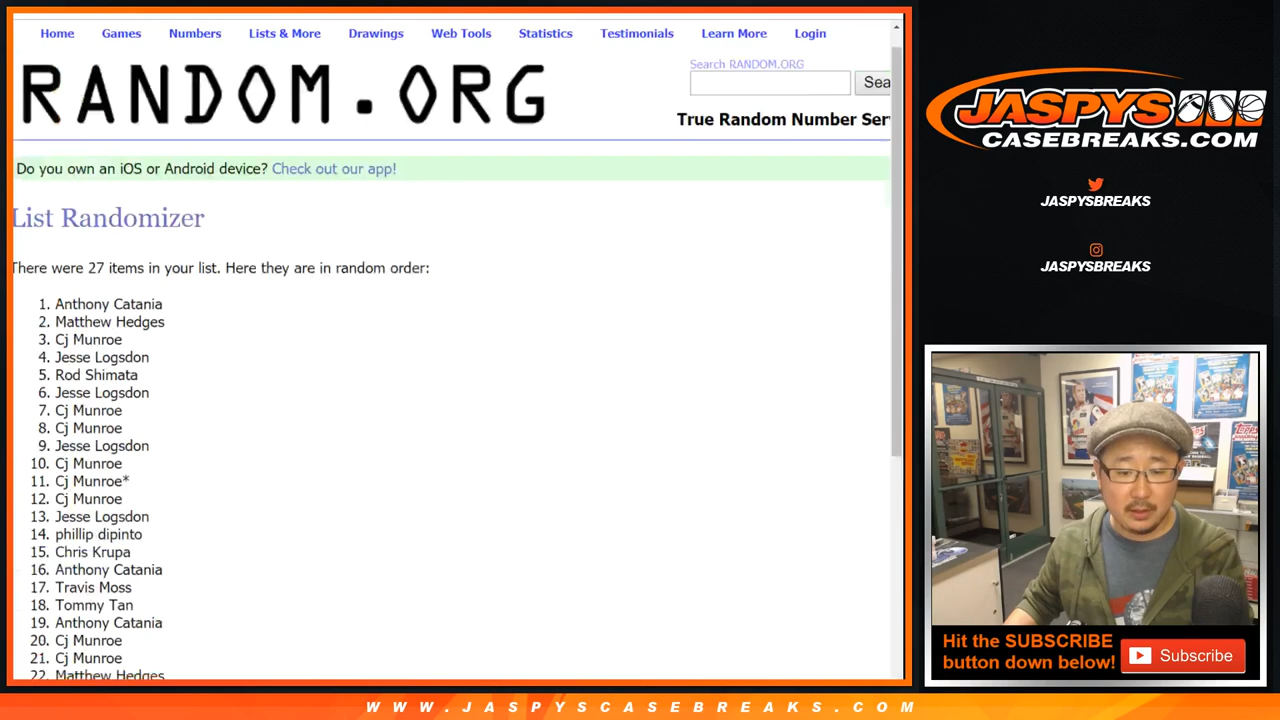 Home Games Numbers Lists & More Drawings Web Tools Statistics Testimonials Learn More Login
Search RANDOM.ORG
RANDOM.ORG
Sea
True Random Number Ser
Do you own an iOS or Android device? Check out our app!
List Randomizer
There were 27 items in your list. Here they are in random order:
1. Anthony Catania
2. Matthew Hedges
3. Cj Munroe
4. Jesse Logsdon
5. Rod Shimata
6. Jesse Logsdon
7. Cj Munroe
8. Cj Munroe
9. Jesse Logsdon
10. Cj Munroe
11. Cj Munroe*
12. Cj Munroe
13. Jesse Logsdon
14. phillip dipinto
15. Chris Krupa
16. Anthony Catania
17. Travis Moss
18. Tommy Tan
19. Anthony Catania
20. Cj Munroe
21. Cj Munroe
22. Matthew Hedges
JASPYS
CASEBREAKS.COM
JASPYSBREAKS
JASPYSBREAKS
Hit the SUBSCRIBE
button down below!
Subscribe
WWW.JASPYSCASEBREAKS.COM